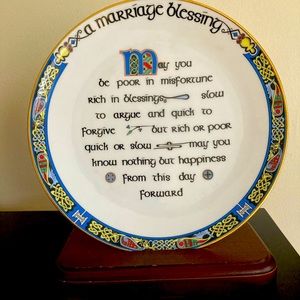 a marriage blessing
May you
be poor in misfortune
rich in blessings slow
to argue and quick to
forgive but rich or poor
quick or slow may you
know nothing but happiness
from this day
forward